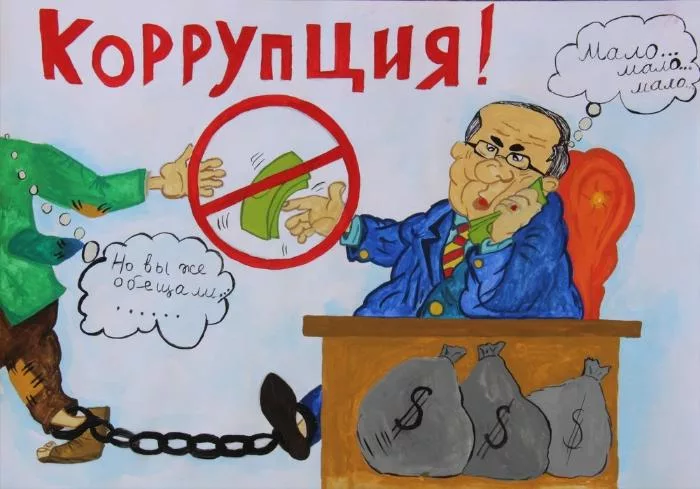 Коррупция!
Мало...
мало...
мало..
Но вы же
обещали...
......
$
$
$